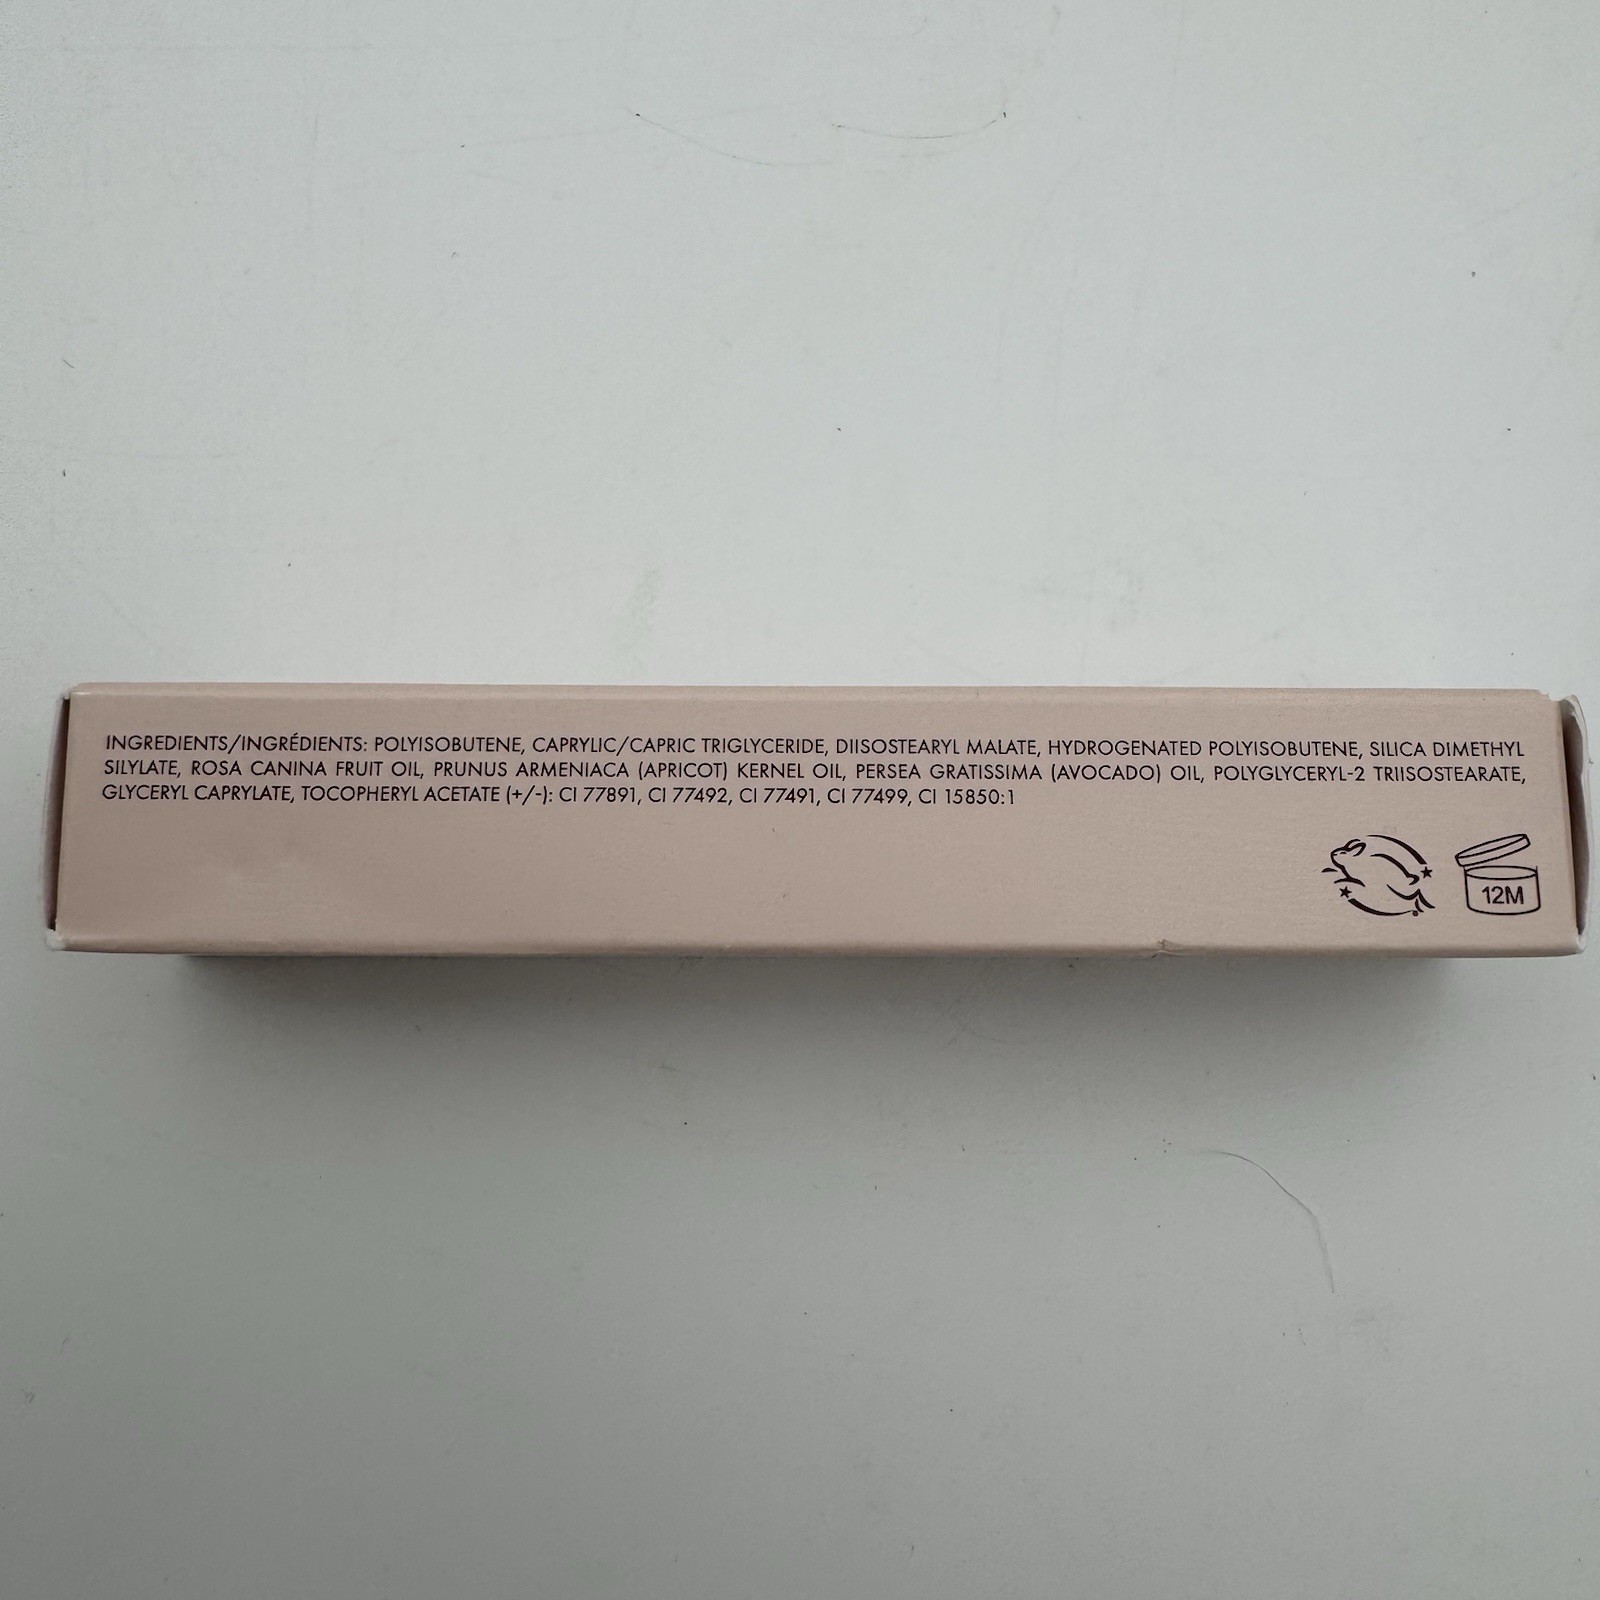 INGREDIENTS/INGRÉDIENTS: POLYISOBUTENE, CAPRYLIC/CAPRIC TRIGLYCERIDE, DIISOSTEARYL MALATE, HYDROGENATED POLYISOBUTENE, SILICA DIMETHYL
SILYLATE, ROSA CANINA FRUIT OIL, PRUNUS ARMENIACA (APRICOT) KERNEL OIL, PERSEA GRATISSIMA (AVOCADO) OIL, POLYGLYCERYL-2 TRIISOSTEARATE,
GLYCERYL CAPRYLATE, TOCOPHERYL ACETATE (+/-): CI 77891, CI 77492, CI 77491, CI 77499, CI 15850:1
12M